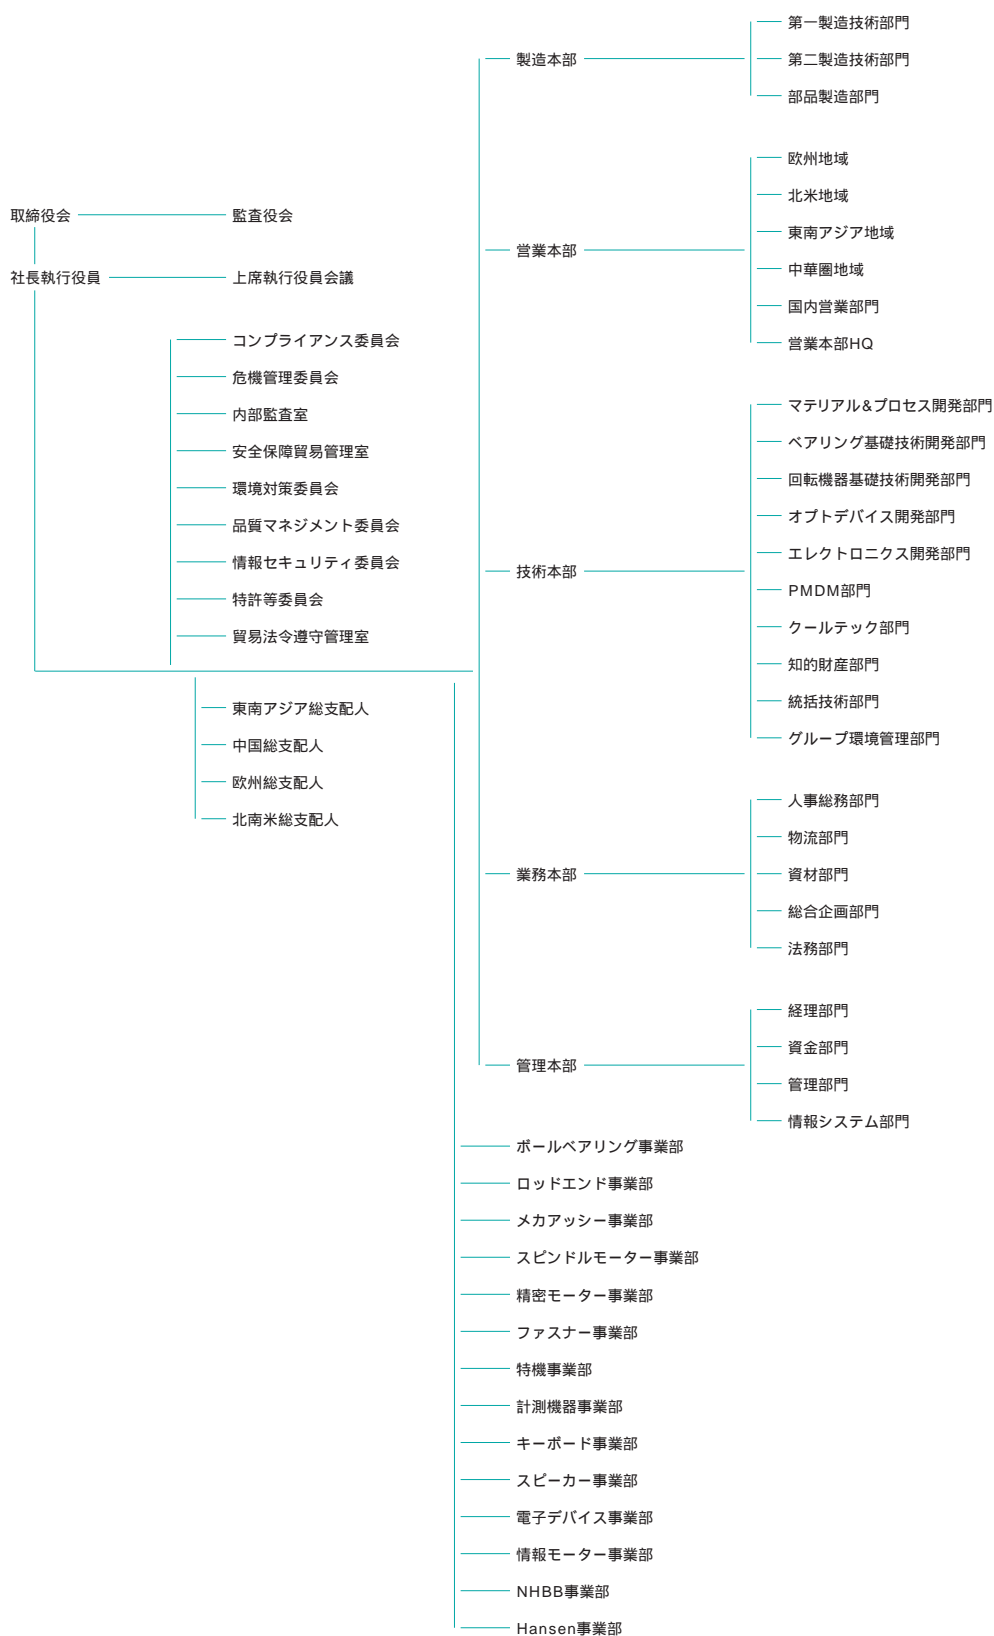 取締役会
監査役会
社長執行役員
上席執行役員会議
コンプライアンス委員会
危機管理委員会
内部監査室
安全保障貿易管理室
環境対策委員会
品質マネジメント委員会
情報セキュリティ委員会
特許等委員会
貿易法令遵守管理室
東南アジア総支配人
中国総支配人
欧州総支配人
北南米総支配人
製造本部
第一製造技術部門
第二製造技術部門
部品製造部門
営業本部
欧州地域
北米地域
東南アジア地域
中華圏地域
国内営業部門
営業本部HQ
技術本部
マテリアル&プロセス開発部門
ベアリング基礎技術開発部門
回転機器基礎技術開発部門
オプトデバイス開発部門
エレクトロニクス開発部門
PMDM部門
クールテック部門
知的財産部門
統括技術部門
グループ環境管理部門
業務本部
人事総務部門
物流部門
資材部門
総合企画部門
法務部門
管理本部
経理部門
資金部門
管理部門
情報システム部門
ボールベアリング事業部
ロッドエンド事業部
メカアッシー事業部
スピンドルモーター事業部
精密モーター事業部
ファスナー事業部
特機事業部
計測機器事業部
キーボード事業部
スピーカー事業部
電子デバイス事業部
情報モーター事業部
NHBB事業部
Hansen事業部